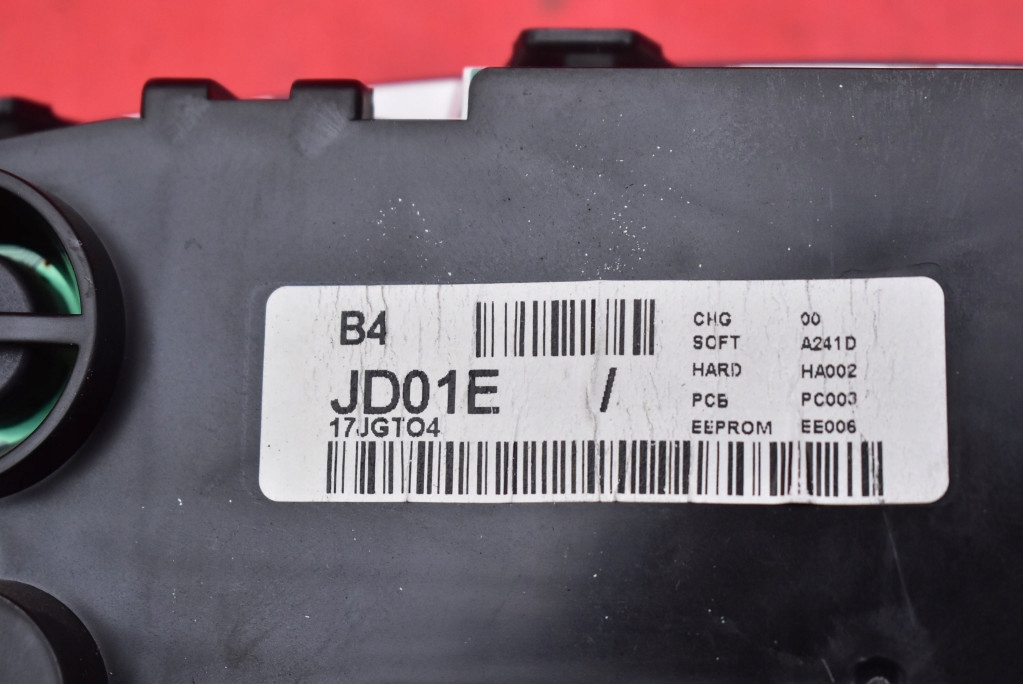 B4
JD01E /
17JGT04
CHG 00
SOFT A241D
HARD HA002
PCB PC003
EEPROM EE006